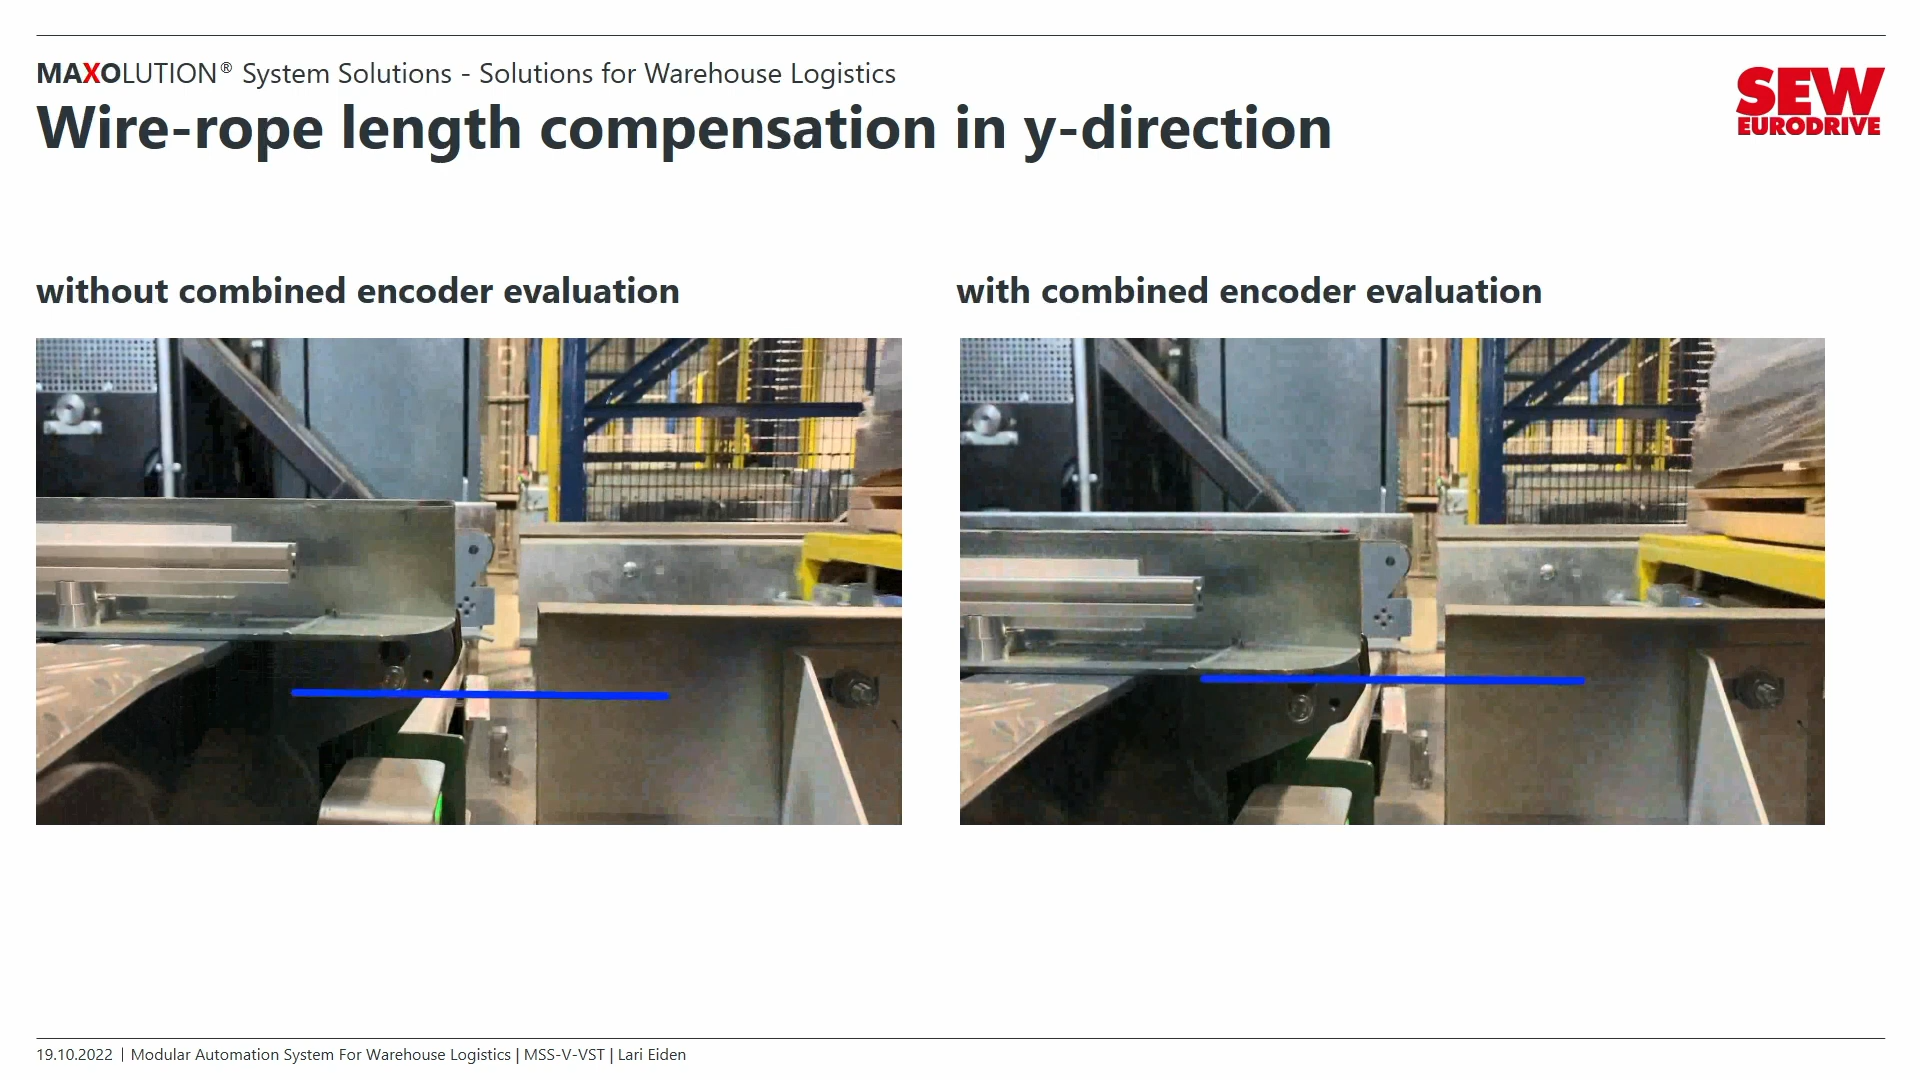 MAXOLUTION® System Solutions - Solutions for Warehouse Logistics
Wire-rope length compensation in y-direction
SEW
EURODRIVE
without combined encoder evaluation
with combined encoder evaluation
19.10.2022 | Modular Automation System For Warehouse Logistics | MSS-V-VST | Lari Eiden